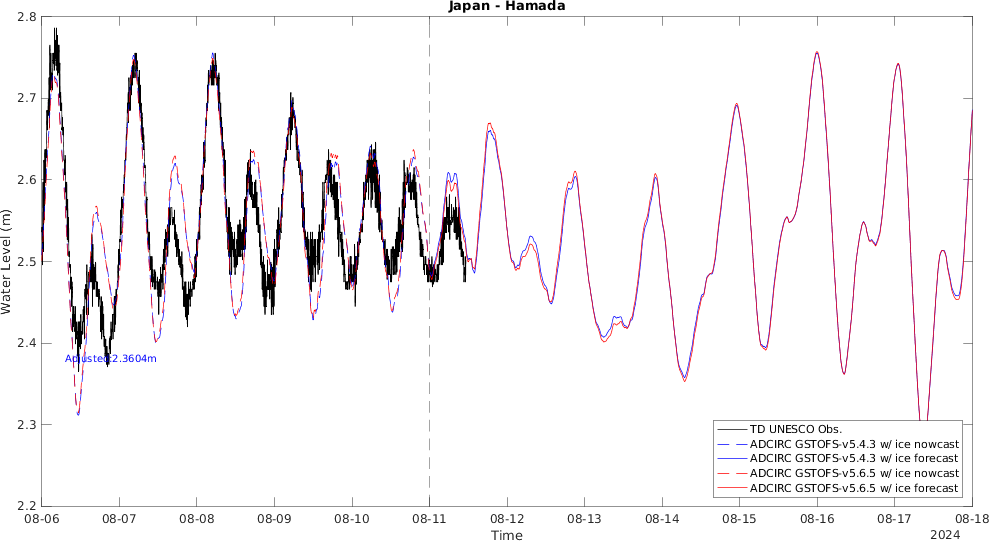 Japan - Hamada
2.8
2.7
2.6
2.5
2.4
2.3
2.2
Water Level (m)
Adjusted:2.3604m
TD UNESCO Obs.
ADCIRC GSTOFS-v5.4.3 w/ ice nowcast
ADCIRC GSTOFS-v5.4.3 w/ ice forecast
ADCIRC GSTOFS-v5.6.5 w/ ice nowcast
ADCIRC GSTOFS-v5.6.5 w/ ice forecast
08-06 08-07 08-08 08-09 08-10 08-11 08-12 08-13 08-14 08-15 08-16 08-17 08-18
Time
2024